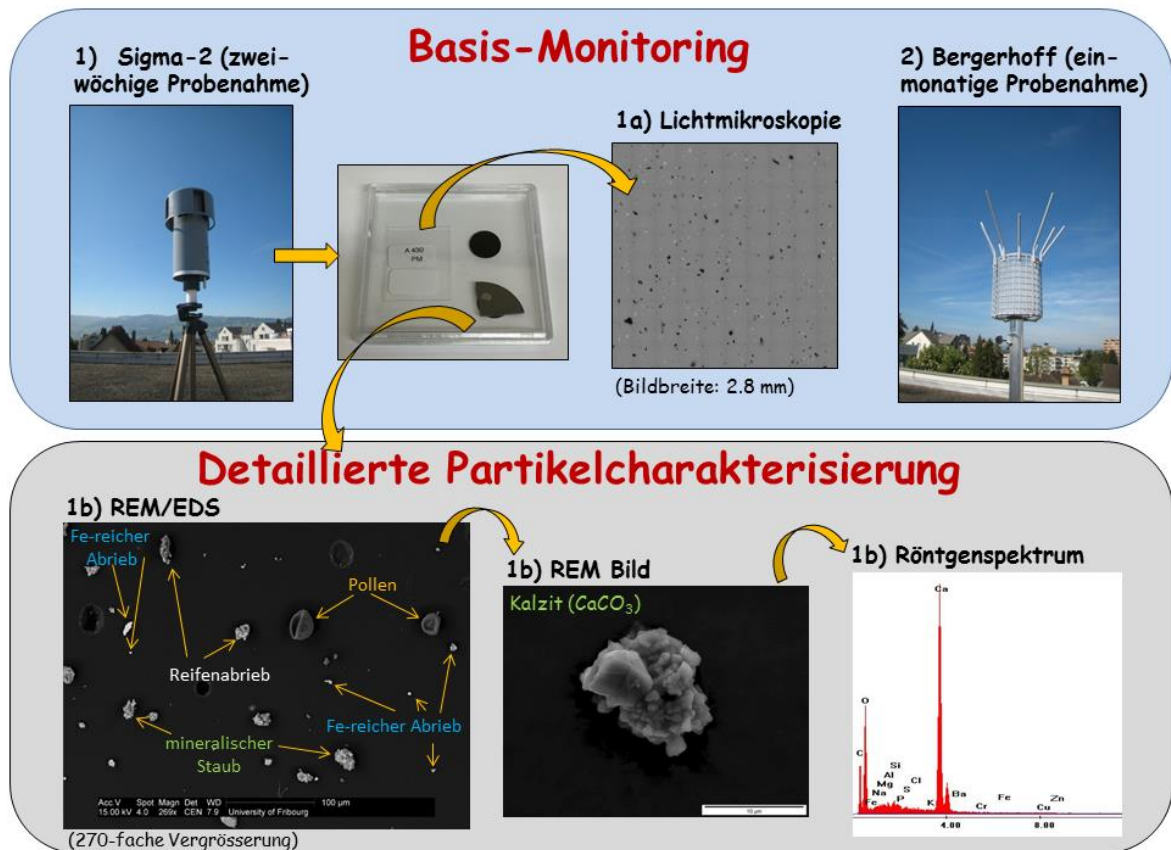 Basis-Monitoring
1) Sigma-2 (zwei-
wöchige Probenahme)
2) Bergerhoff (ein-
monatige Probenahme)
1a) Lichtmikroskopie
A 400
PM
(Bildbreite: 2.8 mm)
Detaillierte Partikelcharakterisierung
1b) REM/EDS
Fe-reicher
Abrieb
Pollen
Reifenabrieb
Fe-reicher Abrieb
mineralischer
Staub
Acc.V Spot Magn Det WD
15.00 kV 4.0 269x CEN 7.9 University of Fribourg
100 µm
(270-fache Vergrösserung)
1b) REM Bild
Kalzit (CaCO₃)
10 µm
1b) Röntgenspektrum
Ca
O
C
Si
Al
Mg
Cl
Na
S
Fe
P
K
Ba
Cr
Fe
Cu
Zn
4.00
8.00